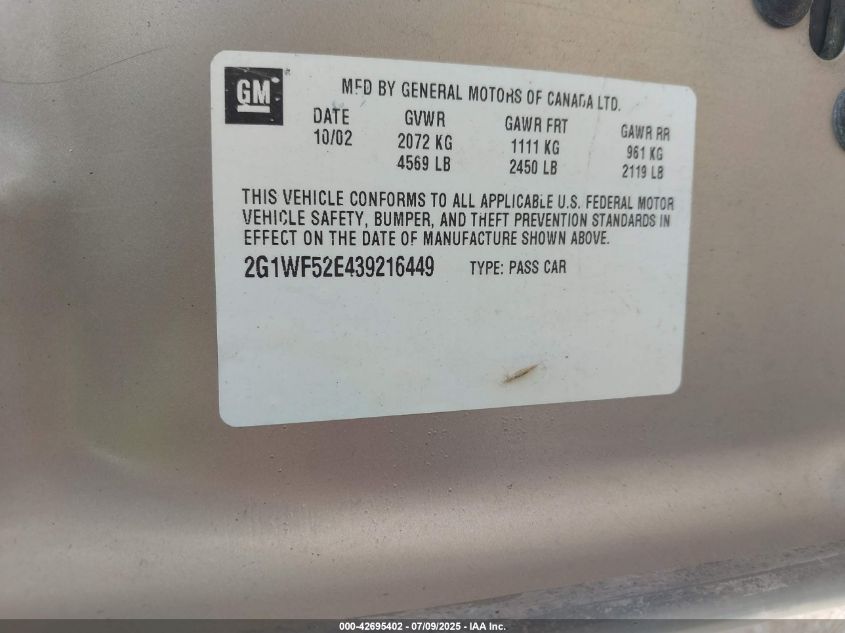 GM
MFD BY GENERAL MOTORS OF CANADA LTD.
DATE GVWR GAWR FRT GAWR RR
10/02 2072 KG 1111 KG 961 KG
4569 LB 2450 LB 2119 LB
THIS VEHICLE CONFORMS TO ALL APPLICABLE U.S. FEDERAL MOTOR
VEHICLE SAFETY, BUMPER, AND THEFT PREVENTION STANDARDS IN
EFFECT ON THE DATE OF MANUFACTURE SHOWN ABOVE.
2G1WF52E439216449 TYPE: PASS CAR
000-42695402 / 07/09/2025 - IAA Inc.